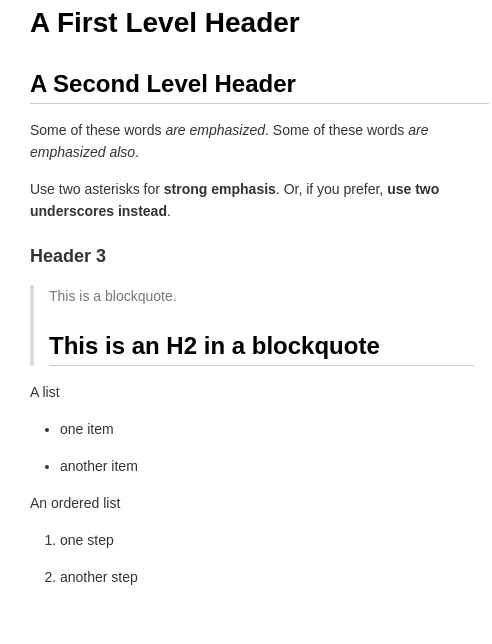 A First Level Header
A Second Level Header
Some of these words are emphasized. Some of these words are
emphasized also.
Use two asterisks for strong emphasis. Or, if you prefer, use two
underscores instead.
Header 3
This is a blockquote.
This is an H2 in a blockquote
A list
• one item
• another item
An ordered list
1. one step
2. another step